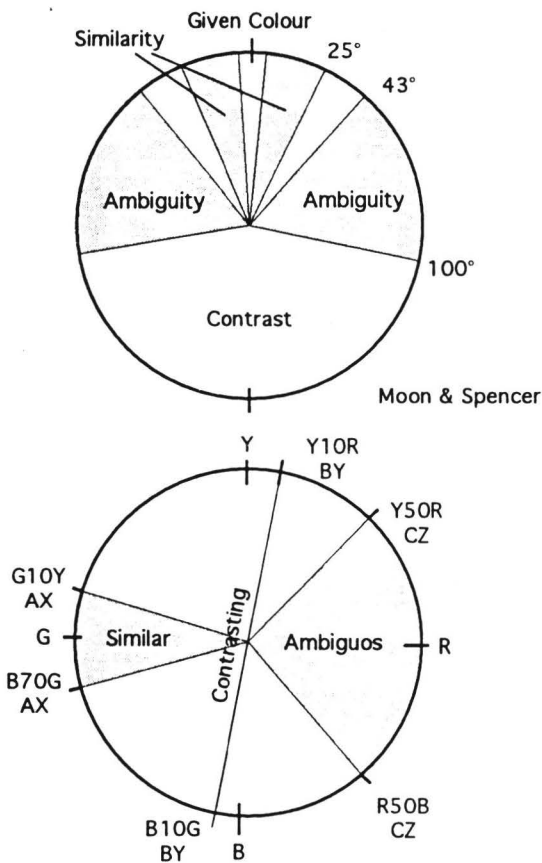 Given Colour
Similarity
25°
43°
Ambiguity
Ambiguity
100°
Contrast
Moon & Spencer
Y
Y10R
BY
Y50R
CZ
G10Y
AX
G
Similar
Contrasting
Ambiguos
R
B70G
AX
R50B
CZ
B10G
BY
B